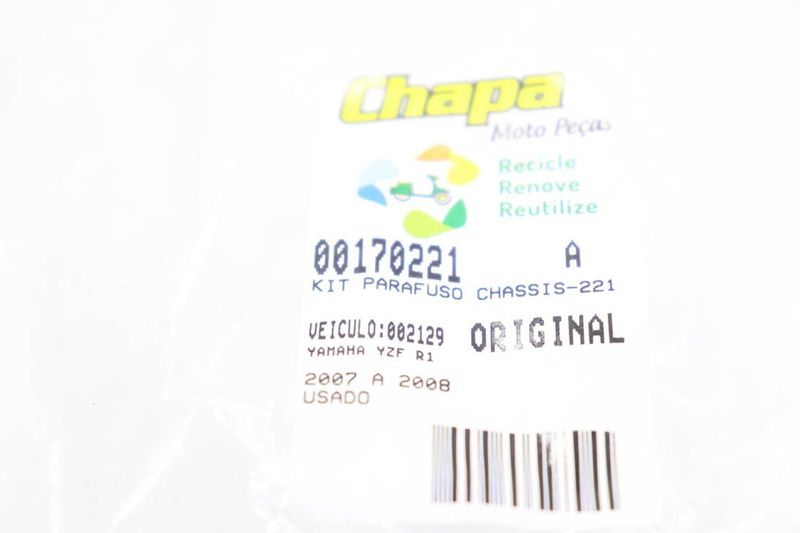 Chapa
Moto Peças
Recicle
Renove
Reutilize
00170221 A
KIT PARAFUSO CHASSIS-221
VEICULO:002129 ORIGINAL
YAMAHA YZF R1
2007 A 2008
USADO